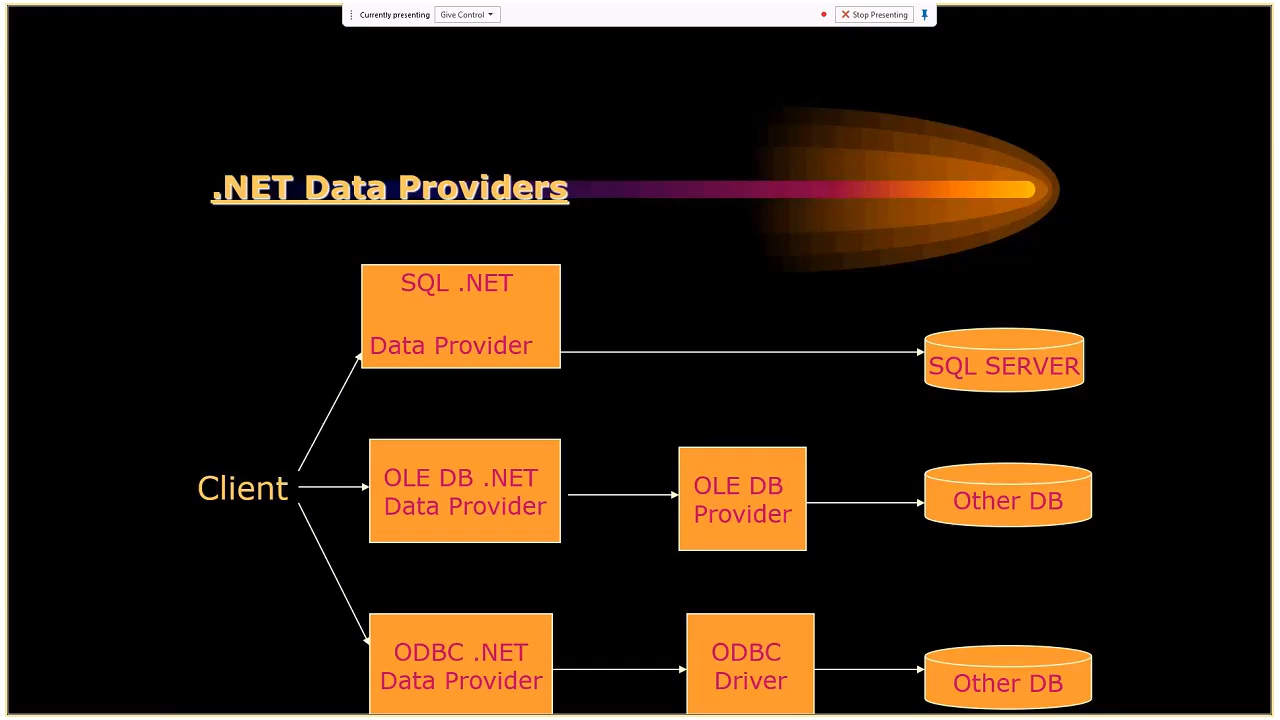 Currently presenting
Give Control
Stop Presenting
.NET Data Providers
SQL .NET
Data Provider
SQL SERVER
Client
OLE DB .NET
Data Provider
OLE DB
Provider
Other DB
ODBC .NET
Data Provider
ODBC
Driver
Other DB